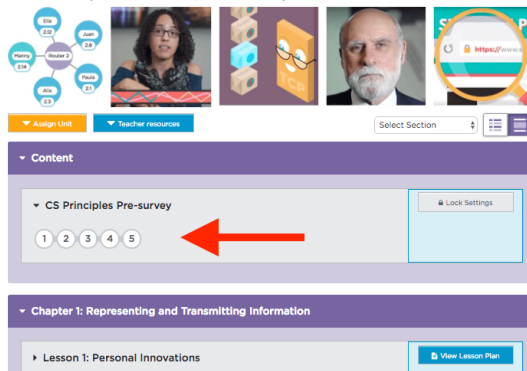 Ella
2.12
Juan
2.8
Manny
2.14
Router 2
Paula
2.1
Alix
2.3
TCP
https://www.s
Assign Unit
Teacher resources
Select Section
Content
CS Principles Pre-survey
Lock Settings
1 2 3 4 5
Chapter 1: Representing and Transmitting Information
Lesson 1: Personal Innovations
View Lesson Plan